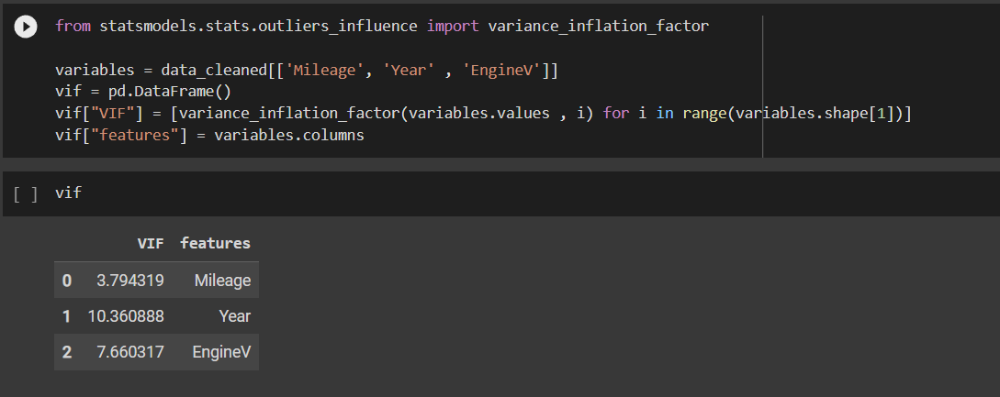 from statsmodels.stats.outliers_influence import variance_inflation_factor
variables = data_cleaned[['Mileage', 'Year' , 'EngineV']]
vif = pd.DataFrame()
vif["VIF"] = [variance_inflation_factor(variables.values , i) for i in range(variables.shape[1])]
vif["features"] = variables.columns
[ ] vif
VIF features
0 3.794319 Mileage
1 10.360888 Year
2 7.660317 EngineV